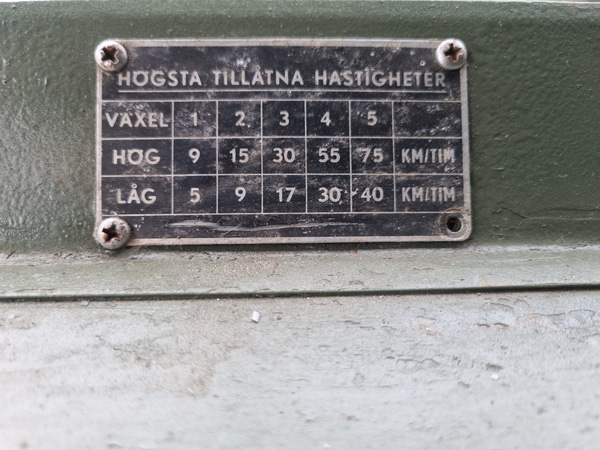 HÖGSTA TILLÅTNA HASTIGHETER
VÄXEL 1 2 3 4 5
HÖG 9 15 30 55 75 KM/TIM
LÅG 5 9 17 30 40 KM/TIM